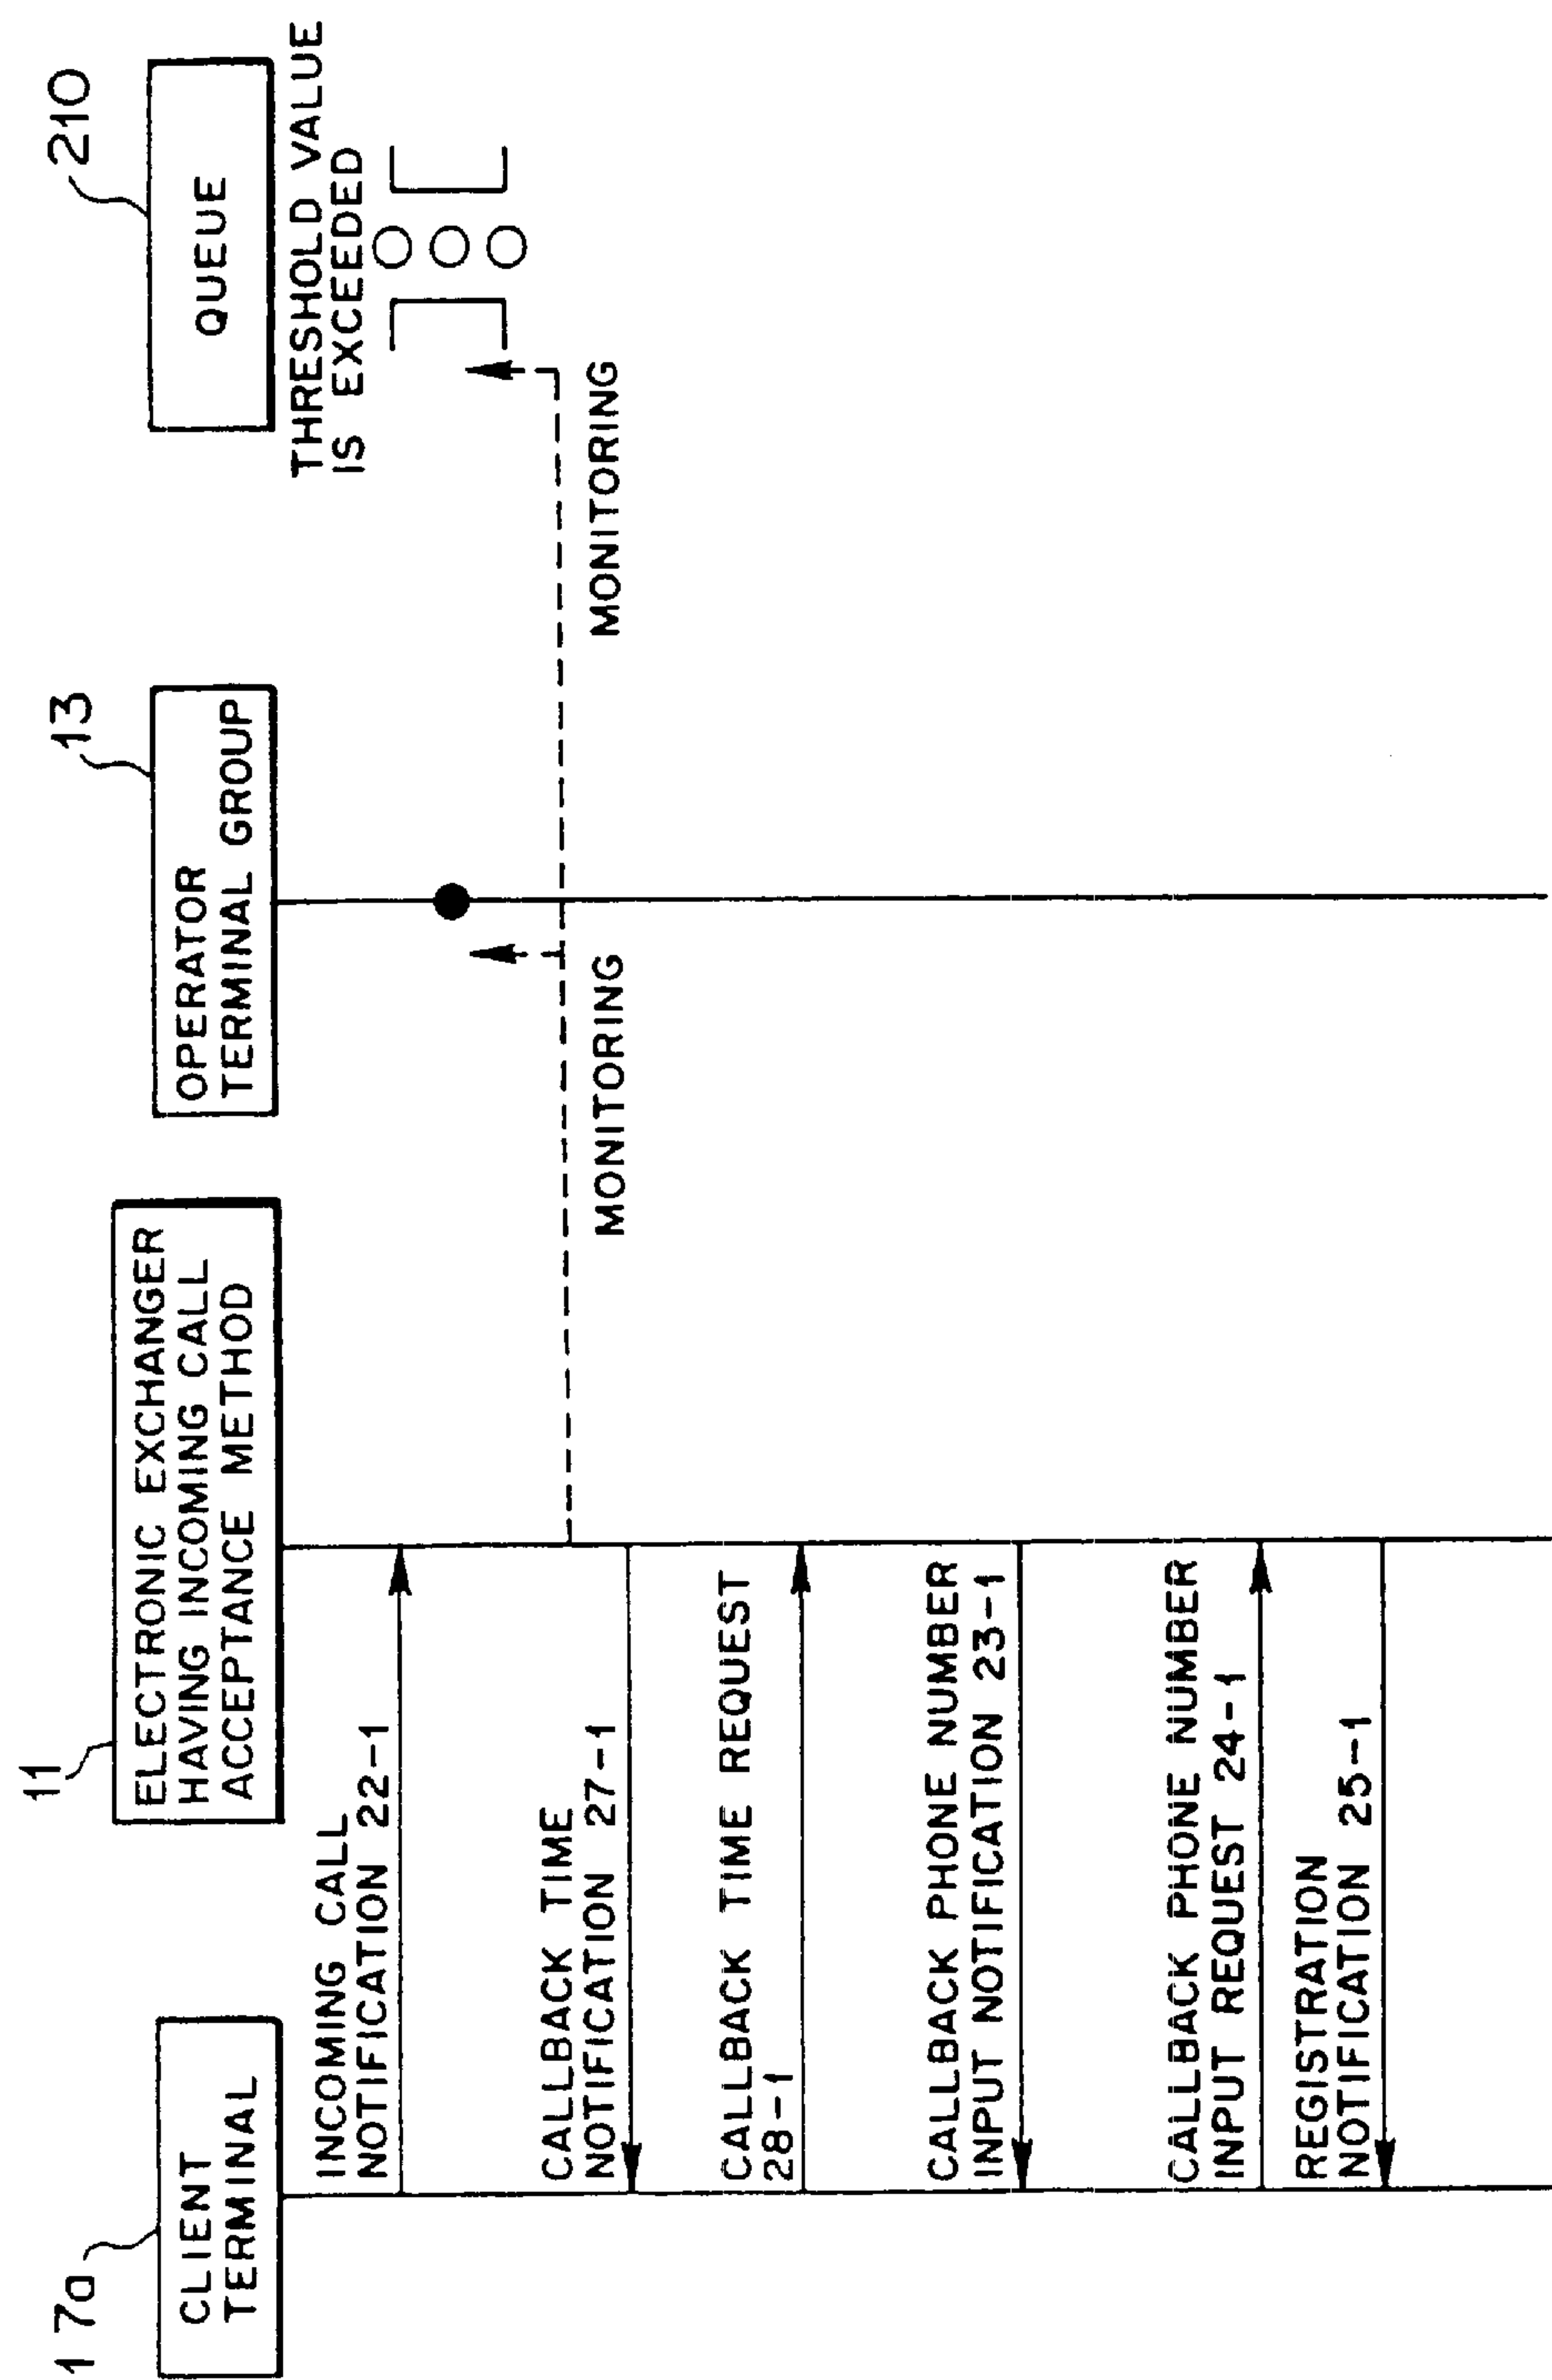 17a
CLIENT
TERMINAL
11
ELECTRONIC EXCHANGER
HAVING INCOMING CALL
ACCEPTANCE METHOD
13
OPERATOR
TERMINAL GROUP
210
QUEUE
THRESHOLD VALUE
IS EXCEEDED
INCOMING CALL
NOTIFICATION 22-1
MONITORING
MONITORING
CALLBACK TIME
NOTIFICATION 27-1
CALLBACK TIME REQUEST
28-1
CALLBACK PHONE NUMBER
INPUT NOTIFICATION 23-1
CALLBACK PHONE NUMBER
INPUT REQUEST 24-1
REGISTRATION
NOTIFICATION 25-1